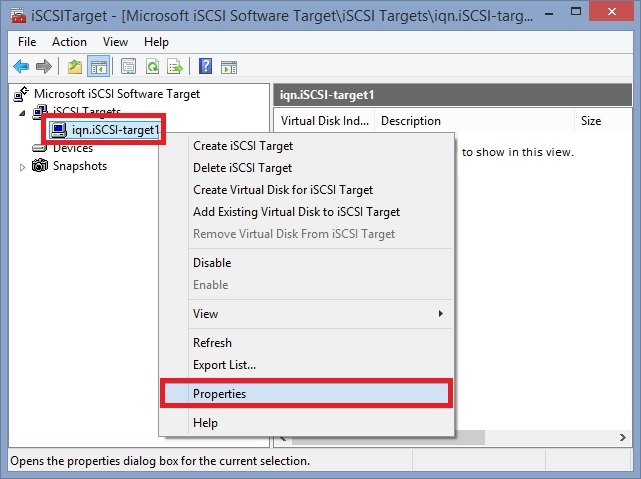 iSCSITarget - [Microsoft iSCSI Software Target\iSCSI Targets\iqn.iSCSI-targ...
File Action View Help
Microsoft iSCSI Software Target
iSCSI Targets
iqn.iSCSI-target1
Devices
Snapshots
iqn.iSCSI-target1
Virtual Disk Ind... Description Size
to show in this view.
Create iSCSI Target
Delete iSCSI Target
Create Virtual Disk for iSCSI Target
Add Existing Virtual Disk to iSCSI Target
Remove Virtual Disk From iSCSI Target
Disable
Enable
View
Refresh
Export List...
Properties
Help
Opens the properties dialog box for the current selection.